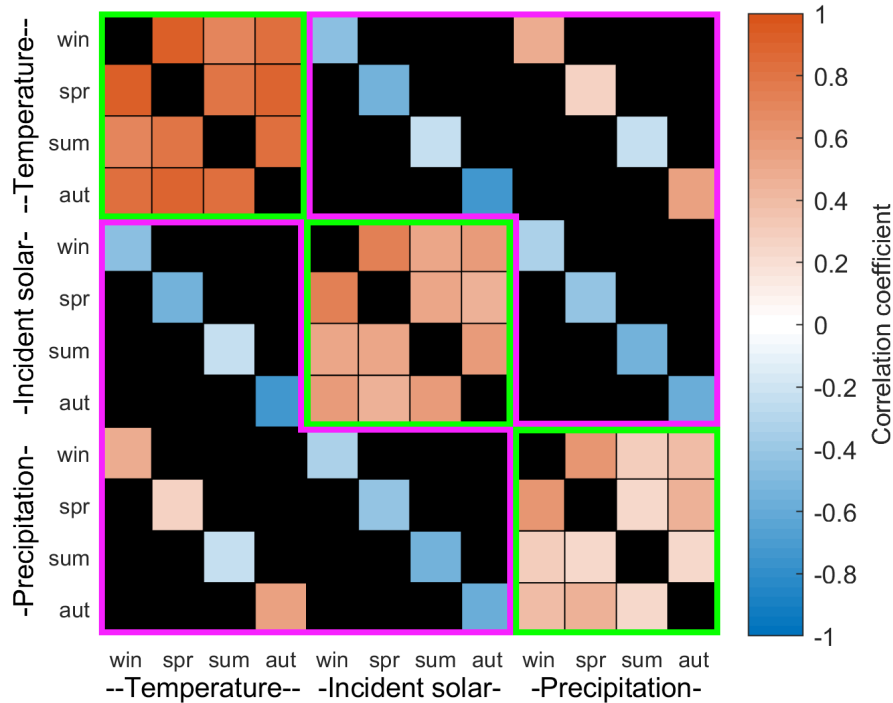 win
spr
sum
aut
win
spr
sum
aut
win
spr
sum
aut
--Temperature--
-Incident solar-
-Precipitation-
win spr sum aut win spr sum aut win spr sum aut
--Temperature-- -Incident solar- -Precipitation-
1
0.8
0.6
0.4
0.2
0
-0.2
-0.4
-0.6
-0.8
-1
Correlation coefficient